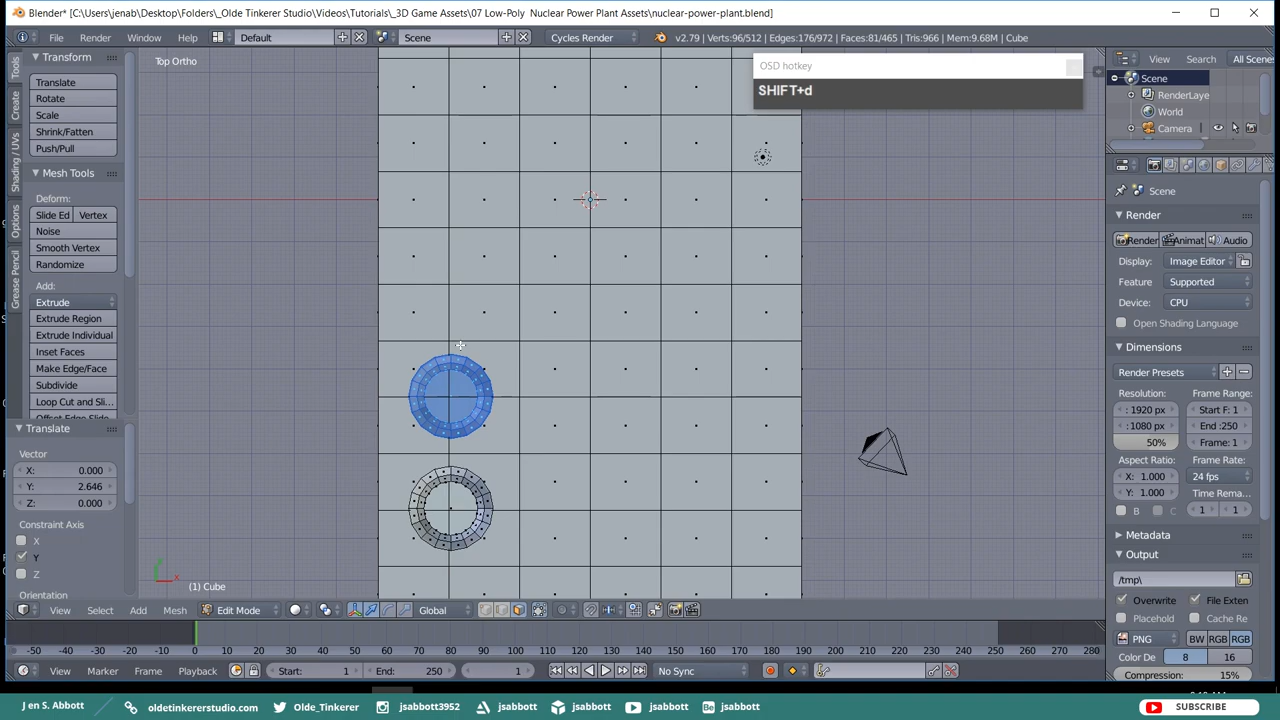 Blender* [C:\Users\jenab\Desktop\Folders\_Olde Tinkerer Studio\Videos\Tutorials\_3D Game Assets\07 Low-Poly  Nuclear Power Plant Assets\nuclear-power-plant.blend]
File Render Window Help Default Scene Cycles Render v2.79 | Verts:96/512 | Edges:176/972 | Faces:81/465 | Tris:966 | Mem:9.68M | Cube
Transform
Translate
Rotate
Scale
Shrink/Fatten
Push/Pull
Mesh Tools
Deform:
Slide Ed Vertex
Noise
Smooth Vertex
Randomize
Add:
Extrude
Extrude Region
Extrude Individual
Inset Faces
Make Edge/Face
Subdivide
Loop Cut and Sli
Offset Edge Slide
Tools
Create
Shading / UVs
Options
Grease Pencil
Translate
Vector
X: 0.000
Y: 2.646
Z: 0.000
Constraint Axis
X
Y
Z
Orientation
Top Ortho
OSD hotkey
SHIFT+d
(1) Cube
View Select Add Mesh Edit Mode Global
View Search All Scenes
Scene
RenderLaye
World
Camera
Scene
Render
Render Animat Audio
Display: Image Editor
Feature Supported
Device: CPU
Open Shading Language
Dimensions
Render Presets
Resolution: Frame Range:
: 1920 px Start F: 1
: 1080 px End :250
50% Frame: 1
Aspect Ratio: Frame Rate:
X: 1.000 24 fps
Y: 1.000 Time Rema...
B C : 1 : 1
Metadata
Output
/tmp\
Overwrite File Exten
Placehold Cache Re
PNG BW RGB RGB
Color De 8 16
Compression: 15%
-50 -40 -30 -20 -10 0 10 20 30 40 50 60 70 80 90 100 110 120 130 140 150 160 170 180 190 200 210 220 230 240 250 260 270 280
View Marker Frame Playback Start: 1 End: 250 1 No Sync
J en S. Abbott oldetinkererstudio.com Olde_Tinkerer jsabbott3952 jsabbott jsabbott jsabbott jsabbott SUBSCRIBE